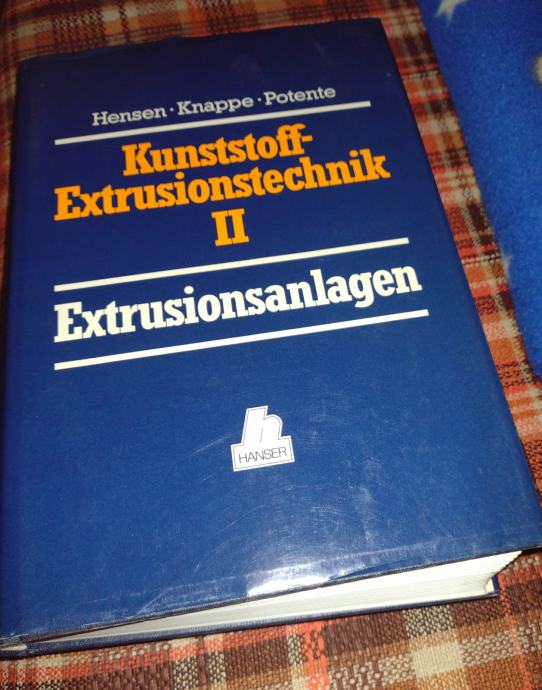 Hensen · Knappe · Potente
Kunststoff-
Extrusionstechnik
II
Extrusionsanlagen
h
HANSER